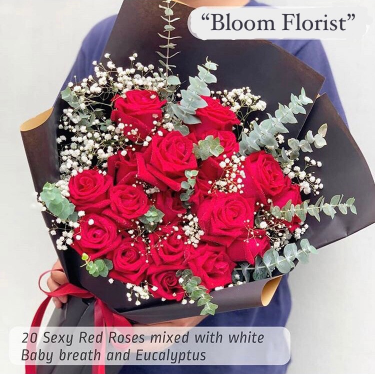 “Bloom Florist”
20 Sexy Red Roses mixed with white
Baby breath and Eucalyptus